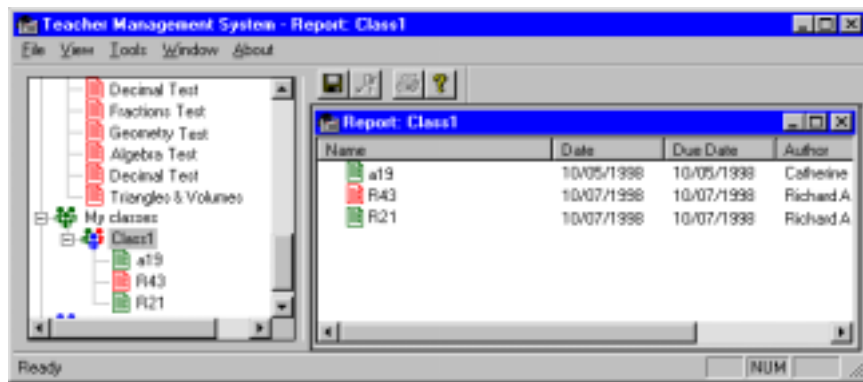 Teacher Management System - Report: Class1
File View Tools Window About
Decimal Test
Fractions Test
Geometry Test
Algebra Test
Decimal Test
Triangles & Volumes
My classes
Class1
a19
R43
R21
Report: Class1
Name Date Due Date Author
a19 10/05/1998 10/05/1998 Catherine
R43 10/07/1998 10/07/1998 Richard A
R21 10/07/1998 10/07/1998 Richard A
Ready NUM